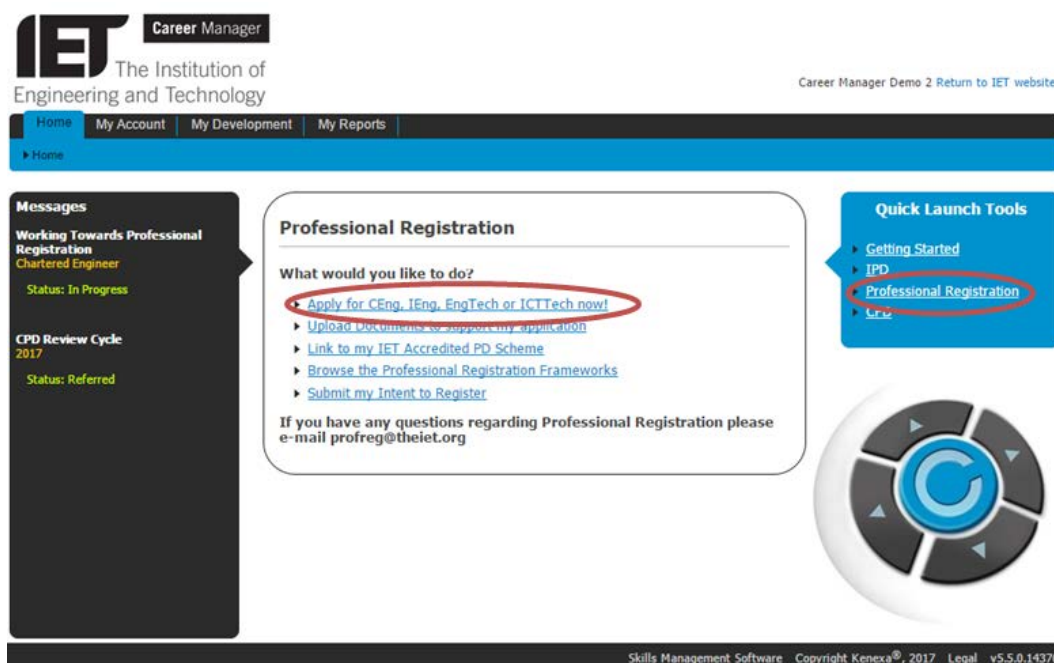 IET
Career Manager
The Institution of
Engineering and Technology
Career Manager Demo 2 Return to IET website
Home My Account My Development My Reports
Home
Messages
Working Towards Professional
Registration
Chartered Engineer
Status: In Progress
CPD Review Cycle
2017
Status: Referred
Professional Registration
What would you like to do?
Apply for CEng, IEng, EngTech or ICTTech now!
Upload Documents to support my application
Link to my IET Accredited PD Scheme
Browse the Professional Registration Frameworks
Submit my Intent to Register
If you have any questions regarding Professional Registration please
e-mail profreg@theiet.org
Quick Launch Tools
Getting Started
IPD
Professional Registration
CPD
Skills Management Software Copyright Kenexa®, 2017 Legal v5.5.0.1437